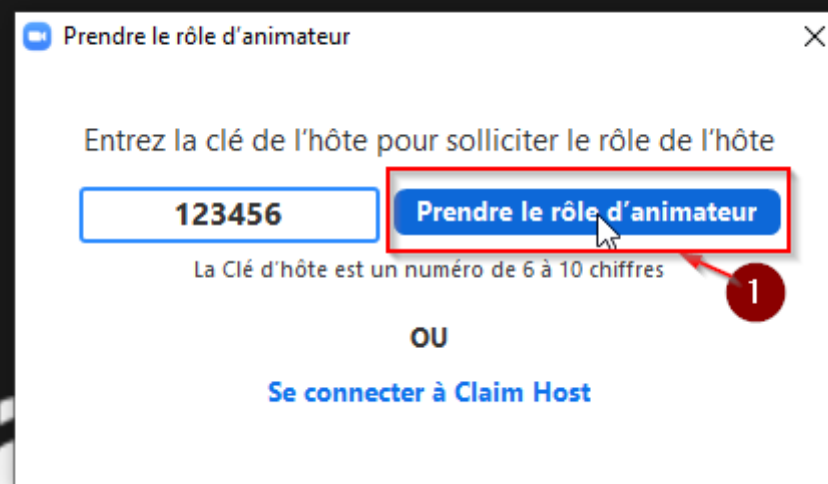 Prendre le rôle d'animateur
Entrez la clé de l'hôte pour solliciter le rôle de l'hôte
123456
Prendre le rôle d'animateur
La Clé d'hôte est un numéro de 6 à 10 chiffres
1
OU
Se connecter à Claim Host